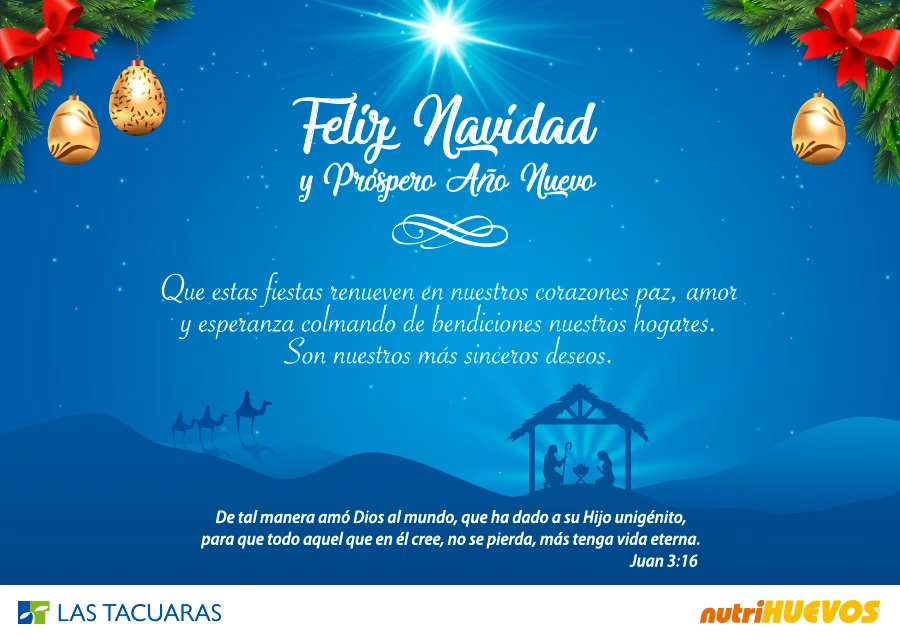 Feliz Navidad
y Próspero Año Nuevo
Que estas fiestas renueven en nuestros corazones paz, amor
y esperanza colmando de bendiciones nuestros hogares.
Son nuestros más sinceros deseos.
De tal manera amó Dios al mundo, que ha dado a su Hijo unigénito,
para que todo aquel que en él cree, no se pierda, más tenga vida eterna.
Juan 3:16
LAS TACUARAS
nutriHUEVOS